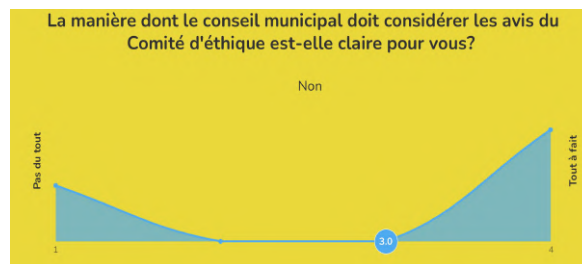 La manière dont le conseil municipal doit considérer les avis du
Comité d'éthique est-elle claire pour vous?
Non
Pas du tout
Tout à fait
3.0
1
4